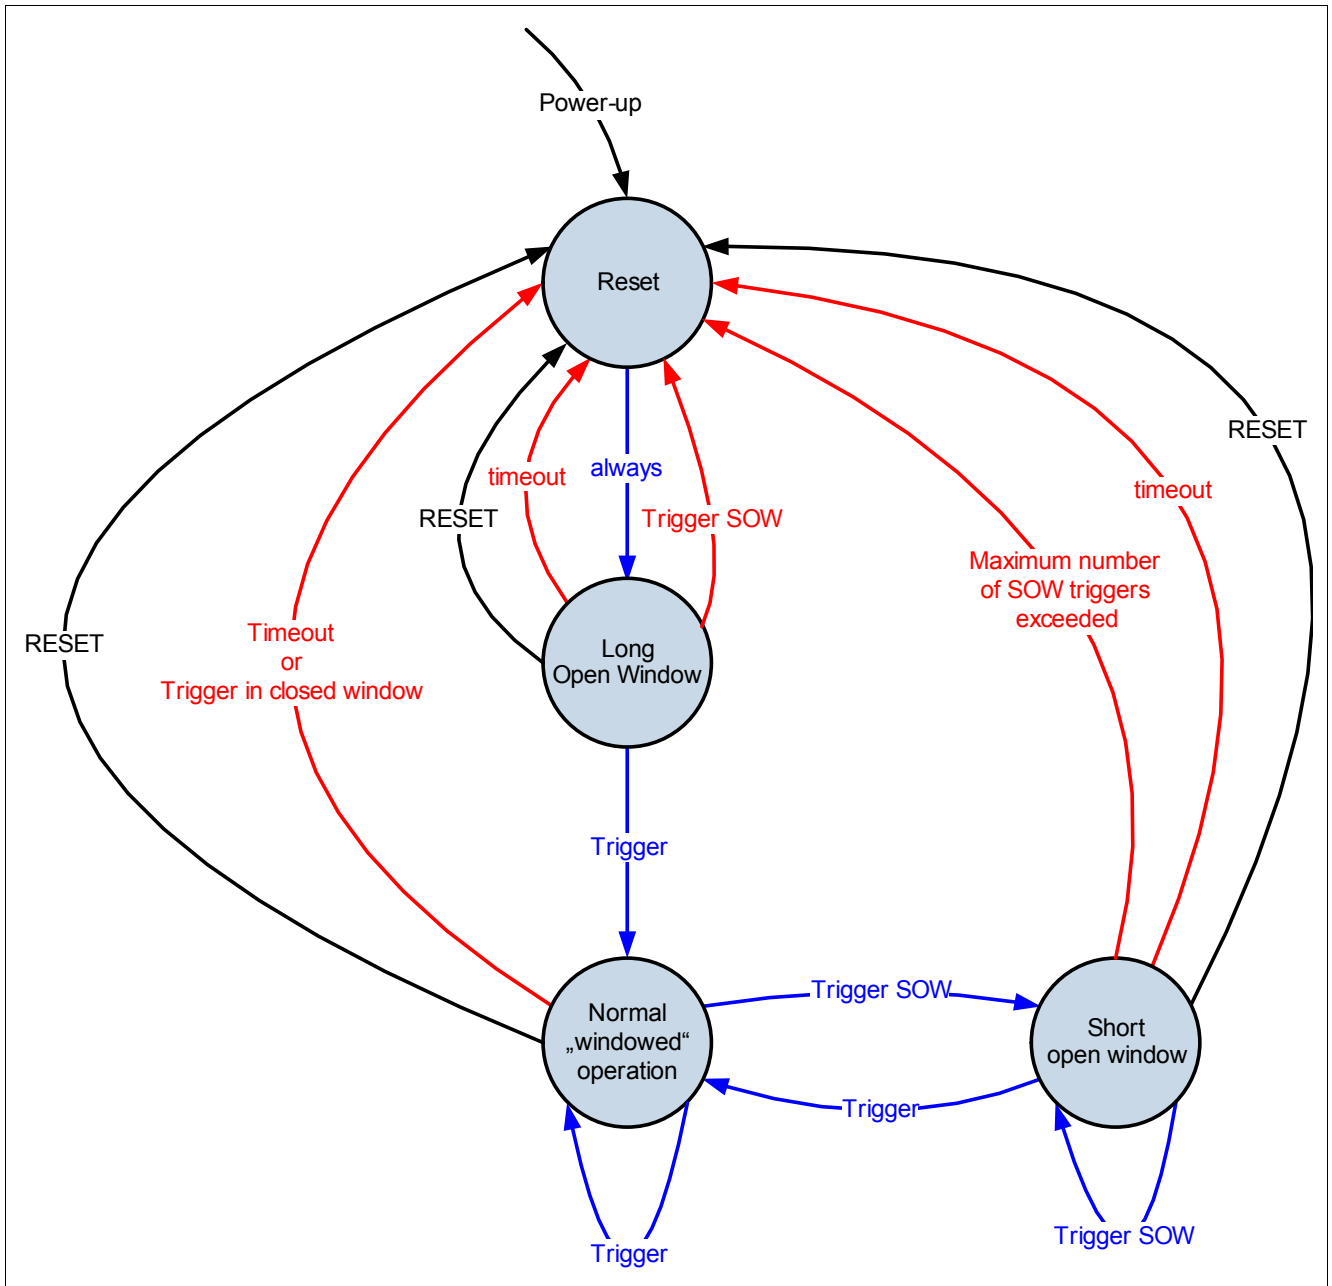 Power-up
Reset
RESET
always
timeout
timeout
RESET
Trigger SOW
Maximum number
of SOW triggers
exceeded
Timeout
or
Trigger in closed window
RESET
Long
Open Window
Trigger
Trigger SOW
Normal
„windowed“
operation
Short
open window
Trigger
Trigger SOW
Trigger